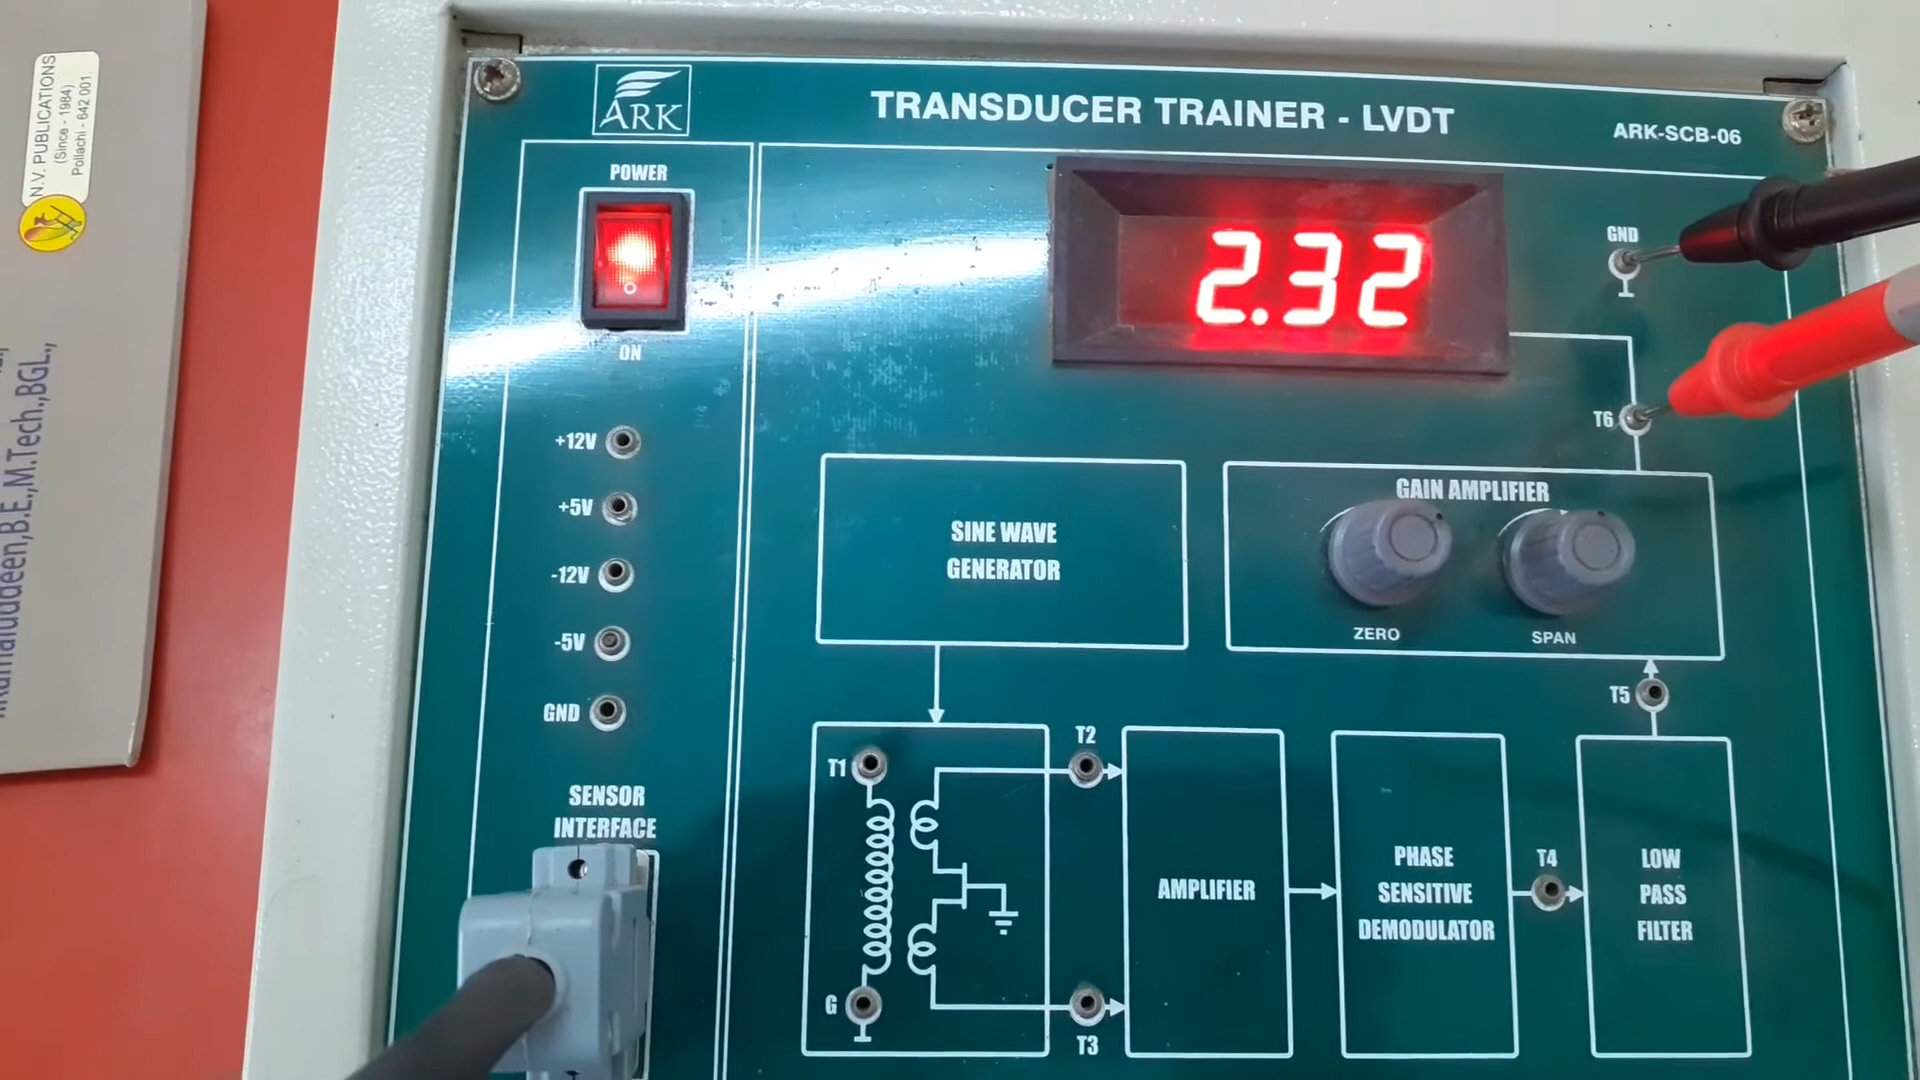 N.V. PUBLICATIONS
(Since - 1984)
Pollachi - 642 001.
B.E.,M.Tech.,BGL.,
ARK
TRANSDUCER TRAINER - LVDT
ARK-SCB-06
POWER
ON
2.32
GND
T6
+12V
+5V
-12V
-5V
GND
SINE WAVE
GENERATOR
GAIN AMPLIFIER
ZERO
SPAN
T5
SENSOR
INTERFACE
T1
T2
G
T3
AMPLIFIER
PHASE
SENSITIVE
DEMODULATOR
T4
LOW
PASS
FILTER